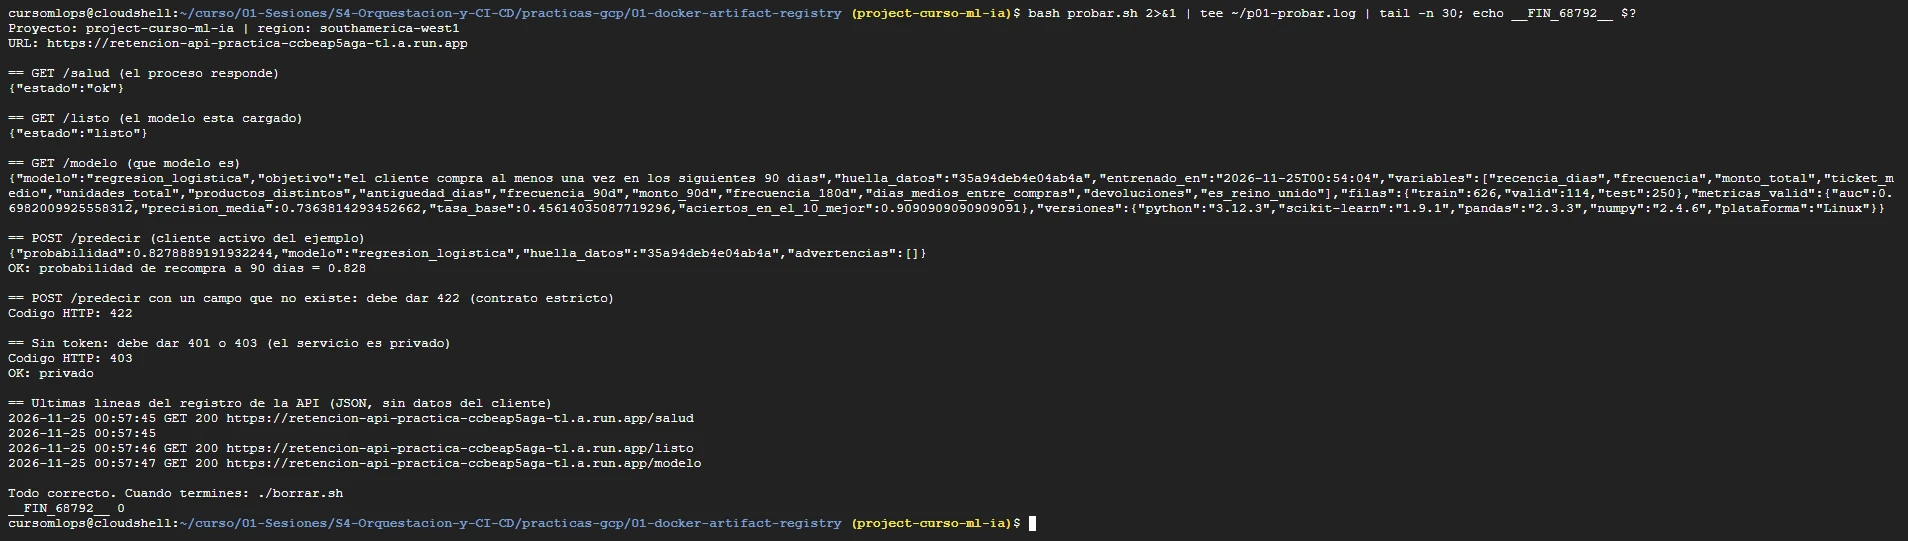 cursomlops@cloudshell:~/curso/01-Sesiones/S4-Orquestacion-y-CI-CD/practicas-gcp/01-docker-artifact-registry (project-curso-ml-ia)$ bash probar.sh 2>&1 | tee ~/p01-probar.log | tail -n 30; echo __FIN_68792__ $?
Proyecto: project-curso-ml-ia | region: southamerica-west1
URL: https://retencion-api-practica-ccbeap5aga-tl.a.run.app

== GET /salud (el proceso responde)
{"estado":"ok"}

== GET /listo (el modelo esta cargado)
{"estado":"listo"}

== GET /modelo (que modelo es)
{"modelo":"regresion_logistica","objetivo":"el cliente compra al menos una vez en los siguientes 90 dias","huella_datos":"35a94deb4e04ab4a","entrenado_en":"2026-11-25T00:54:04","variables":["recencia_dias","frecuencia","monto_total","ticket_m
edio","unidades_total","productos_distintos","antiguedad_dias","frecuencia_90d","monto_90d","frecuencia_180d","dias_medios_entre_compras","devoluciones","es_reino_unido"],"filas":{"train":626,"valid":114,"test":250},"metricas_valid":{"auc":0.
6982009925558312,"precision_media":0.7363814293452662,"tasa_base":0.45614035087719296,"aciertos_en_el_10_mejor":0.9090909090909091},"versiones":{"python":"3.12.3","scikit-learn":"1.9.1","pandas":"2.3.3","numpy":"2.4.6","plataforma":"Linux"}}

== POST /predecir (cliente activo del ejemplo)
{"probabilidad":0.8278889191932244,"modelo":"regresion_logistica","huella_datos":"35a94deb4e04ab4a","advertencias":[]}
OK: probabilidad de recompra a 90 dias = 0.828

== POST /predecir con un campo que no existe: debe dar 422 (contrato estricto)
Codigo HTTP: 422

== Sin token: debe dar 401 o 403 (el servicio es privado)
Codigo HTTP: 403
OK: privado

== Ultimas lineas del registro de la API (JSON, sin datos del cliente)
2026-11-25 00:57:45 GET 200 https://retencion-api-practica-ccbeap5aga-tl.a.run.app/salud
2026-11-25 00:57:45
2026-11-25 00:57:46 GET 200 https://retencion-api-practica-ccbeap5aga-tl.a.run.app/listo
2026-11-25 00:57:47 GET 200 https://retencion-api-practica-ccbeap5aga-tl.a.run.app/modelo

Todo correcto. Cuando termines: ./borrar.sh
__FIN_68792__ 0
cursomlops@cloudshell:~/curso/01-Sesiones/S4-Orquestacion-y-CI-CD/practicas-gcp/01-docker-artifact-registry (project-curso-ml-ia)$